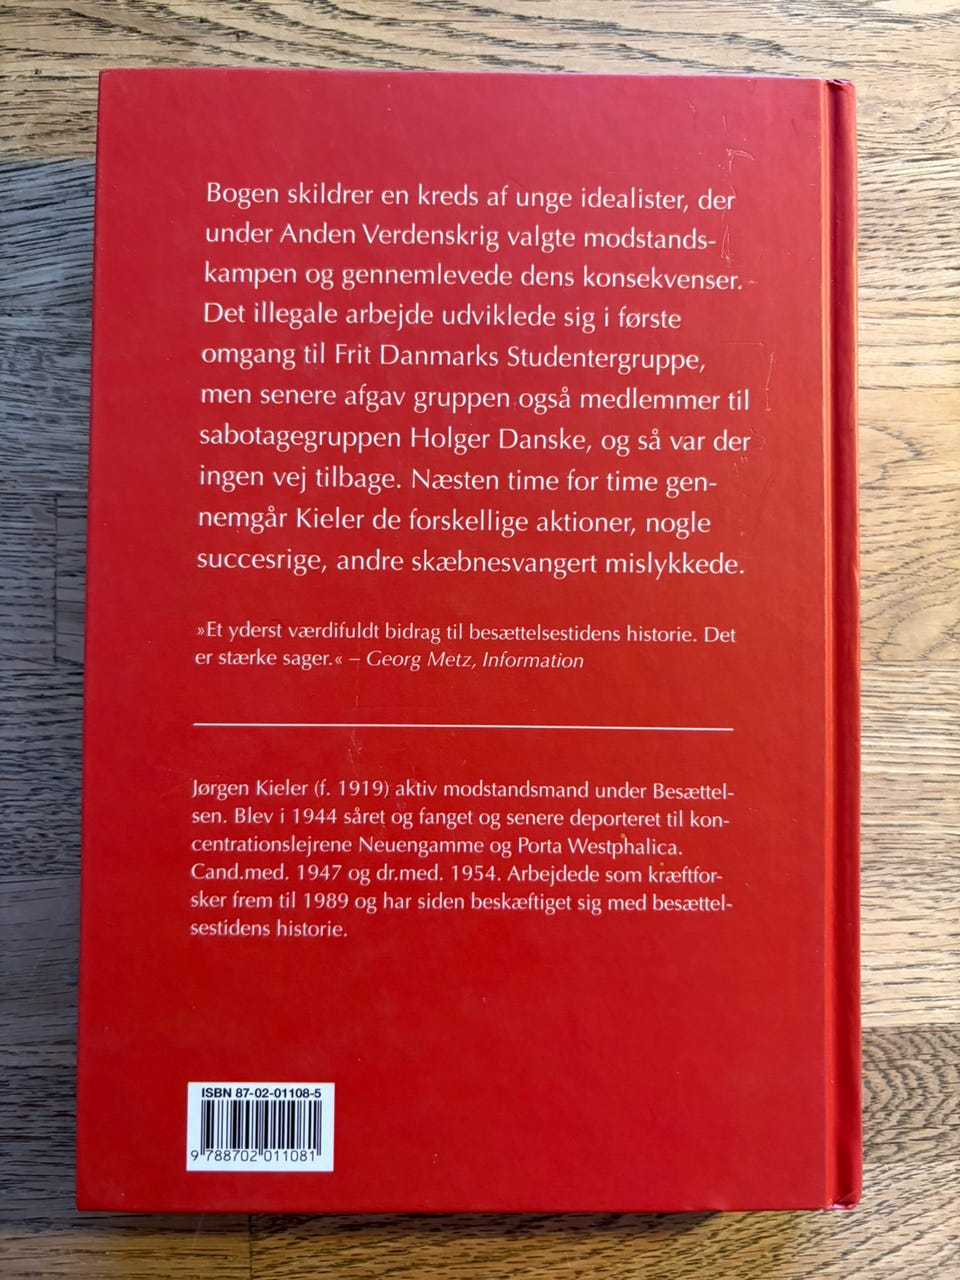 Bogen skildrer en kreds af unge idealister, der
under Anden Verdenskrig valgte modstands-
kampen og gennemlevede dens konsekvenser.
Det illegale arbejde udviklede sig i første
omgang til Frit Danmarks Studentergruppe,
men senere afgav gruppen også medlemmer til
sabotagegruppen Holger Danske, og så var der
ingen vej tilbage. Næsten time for time gen-
nemgår Kieler de forskellige aktioner, nogle
succesrige, andre skæbnesvangert mislykkede.
»Et yderst værdifuldt bidrag til besættelsestidens historie. Det
er stærke sager.« – Georg Metz, Information
Jørgen Kieler (f. 1919) aktiv modstandsmand under Besættel-
sen. Blev i 1944 såret og fanget og senere deporteret til kon-
centrationslejrene Neuengamme og Porta Westphalica.
Cand.med. 1947 og dr.med. 1954. Arbejdede som kræftfor-
sker frem til 1989 og har siden beskæftiget sig med besættel-
sestidens historie.
ISBN 87-02-01108-5
9 788702 011081